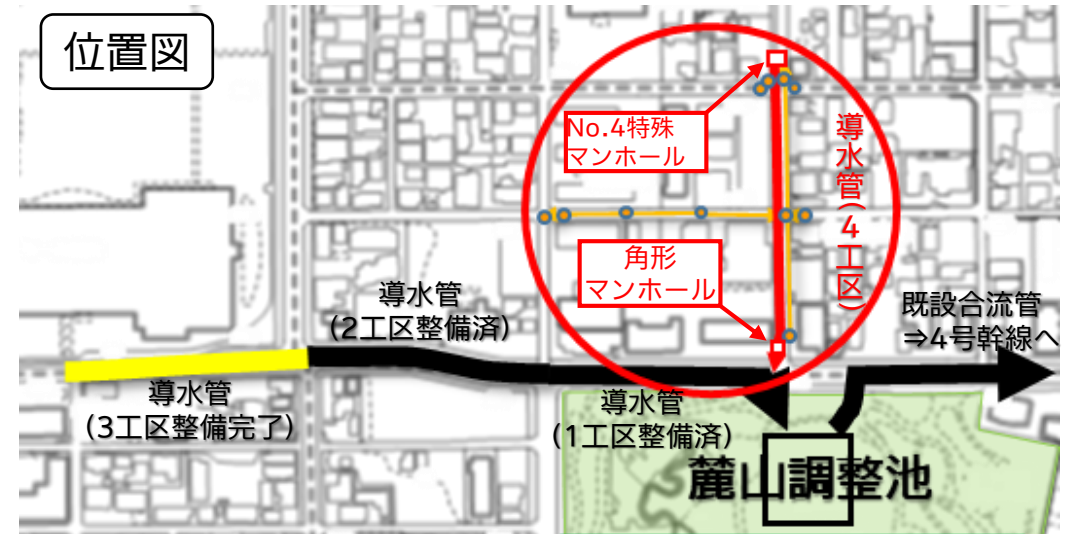 位置図
No.4特殊
マンホール
導水管(4工区)
角形
マンホール
導水管
(2工区整備済)
既設合流管
⇒4号幹線へ
導水管
(3工区整備完了)
導水管
(1工区整備済)
麓山調整池